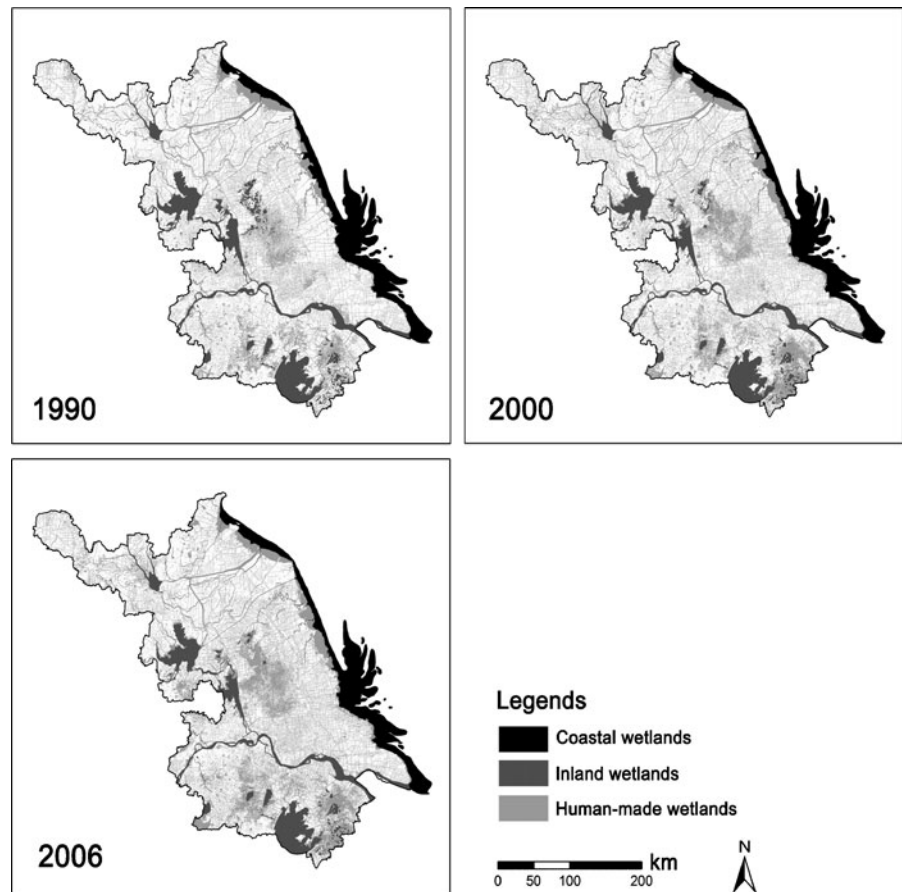 1990
2000
2006
Legends
Coastal wetlands
Inland wetlands
Human-made wetlands
km
0 50 100 200
N